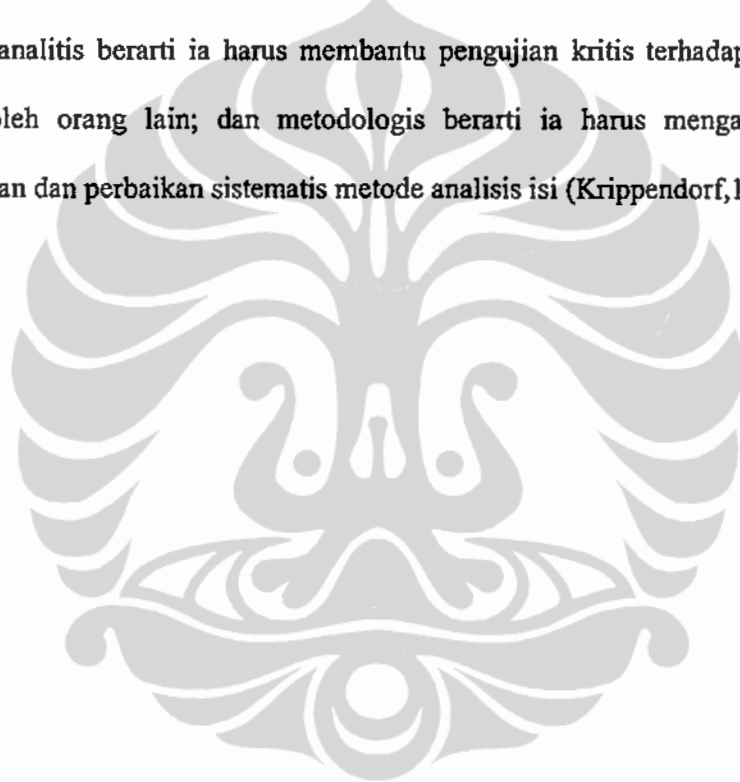 analitis berarti ia harus membantu pengujian kritis terhadap
oleh orang lain; dan metodologis berarti ia harus menga
an dan perbaikan sistematis metode analisis isi (Krippendorf,1